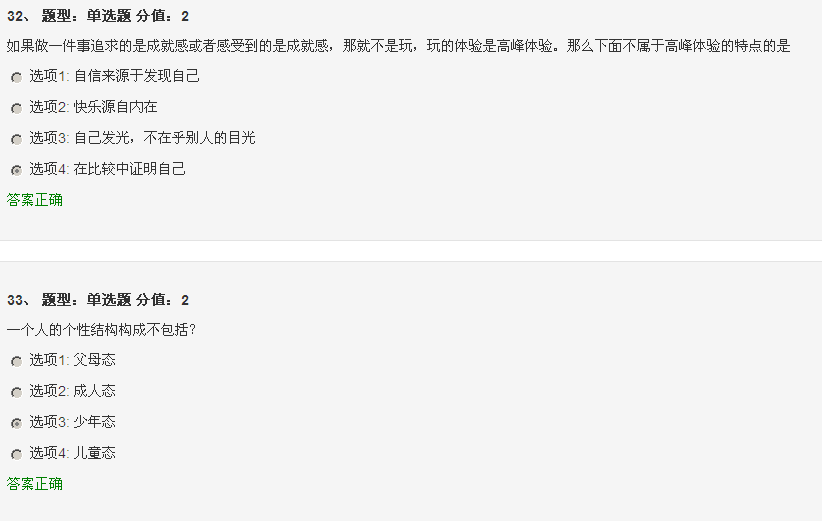 32、 题型：单选题 分值：2
如果做一件事追求的是成就感或者感受到的是成就感，那就不是玩，玩的体验是高峰体验。那么下面不属于高峰体验的特点的是
选项1: 自信来源于发现自己
选项2: 快乐源自内在
选项3: 自己发光，不在乎别人的目光
选项4: 在比较中证明自己
答案正确
33、 题型：单选题 分值：2
一个人的个性结构构成不包括?
选项1: 父母态
选项2: 成人态
选项3: 少年态
选项4: 儿童态
答案正确